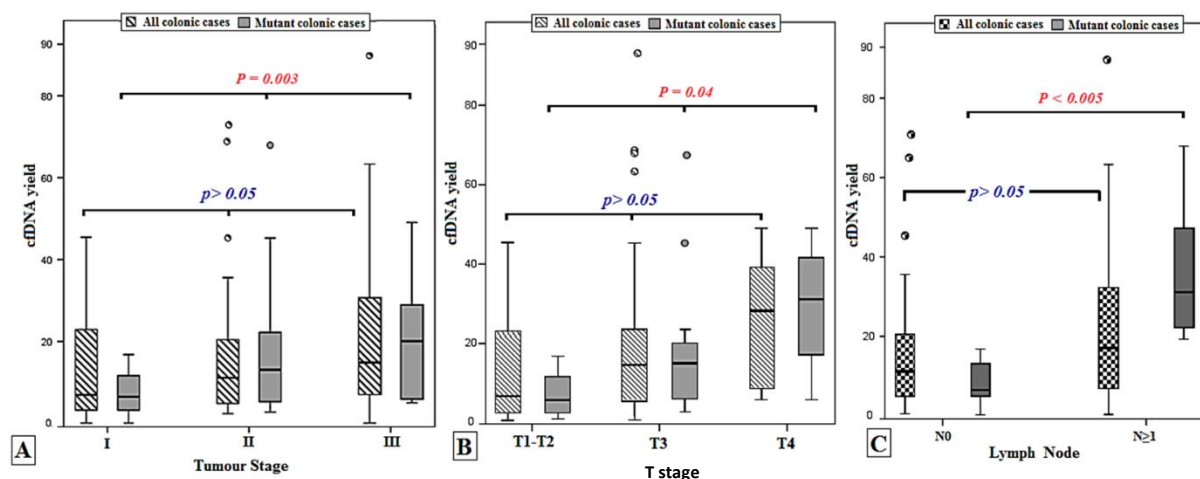 All colonic cases Mutant colonic cases
90
80
60
40
20
0.
cfDNA yield
P = 0.003
p> 0.05
I II III
Tumour Stage
A
All colonic cases Mutant colonic cases
90
80
60
40
20
0.
cfDNA yield
P = 0.04
p> 0.05
T1-T2 T3 T4
T stage
B
All colonic cases Mutant colonic cases
90
80
60
40
20
0
cfDNA yield
P < 0.005
p> 0.05
N0 N≥1
Lymph Node
C